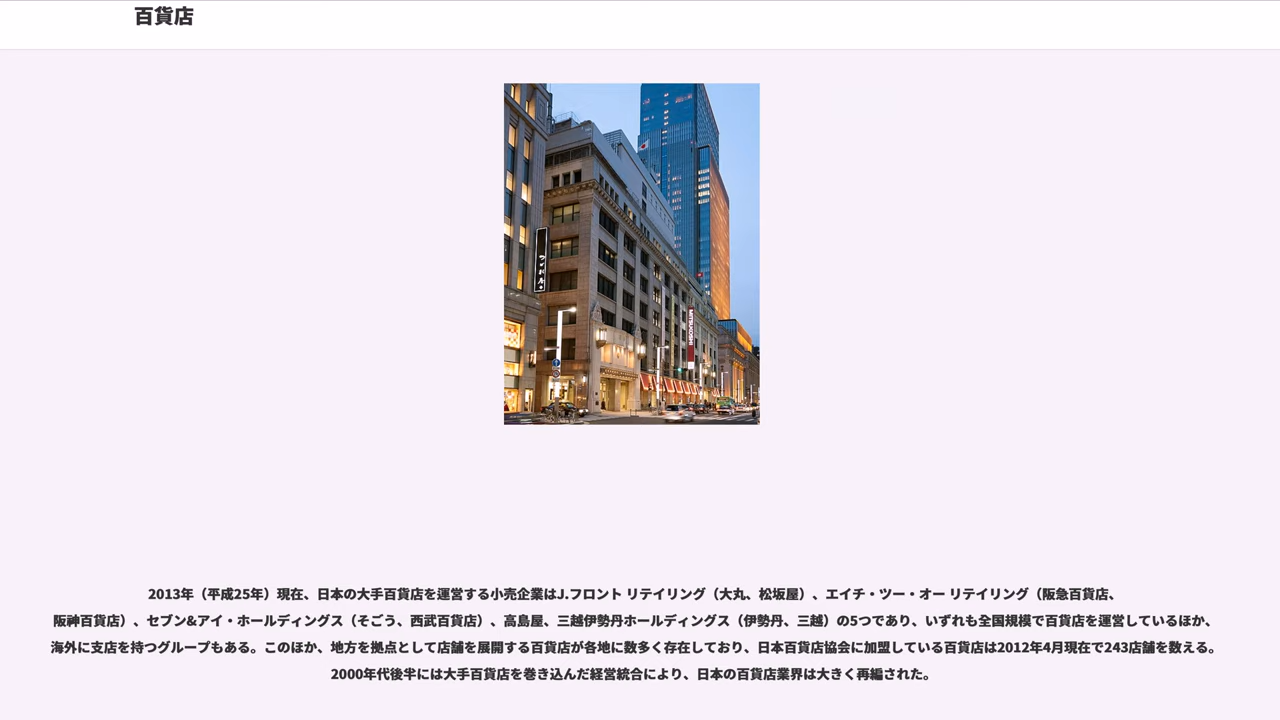 百貨店
MITSUKOSHI
2013年（平成25年）現在、日本の大手百貨店を運営する小売企業はJ.フロント リテイリング（大丸、松坂屋）、エイチ・ツー・オー リテイリング（阪急百貨店、
阪神百貨店）、セブン&アイ・ホールディングス（そごう、西武百貨店）、高島屋、三越伊勢丹ホールディングス（伊勢丹、三越）の5つであり、いずれも全国規模で百貨店を運営しているほか、
海外に支店を持つグループもある。このほか、地方を拠点として店舗を展開する百貨店が各地に数多く存在しており、日本百貨店協会に加盟している百貨店は2012年4月現在で243店舗を数える。
2000年代後半には大手百貨店を巻き込んだ経営統合により、日本の百貨店業界は大きく再編された。